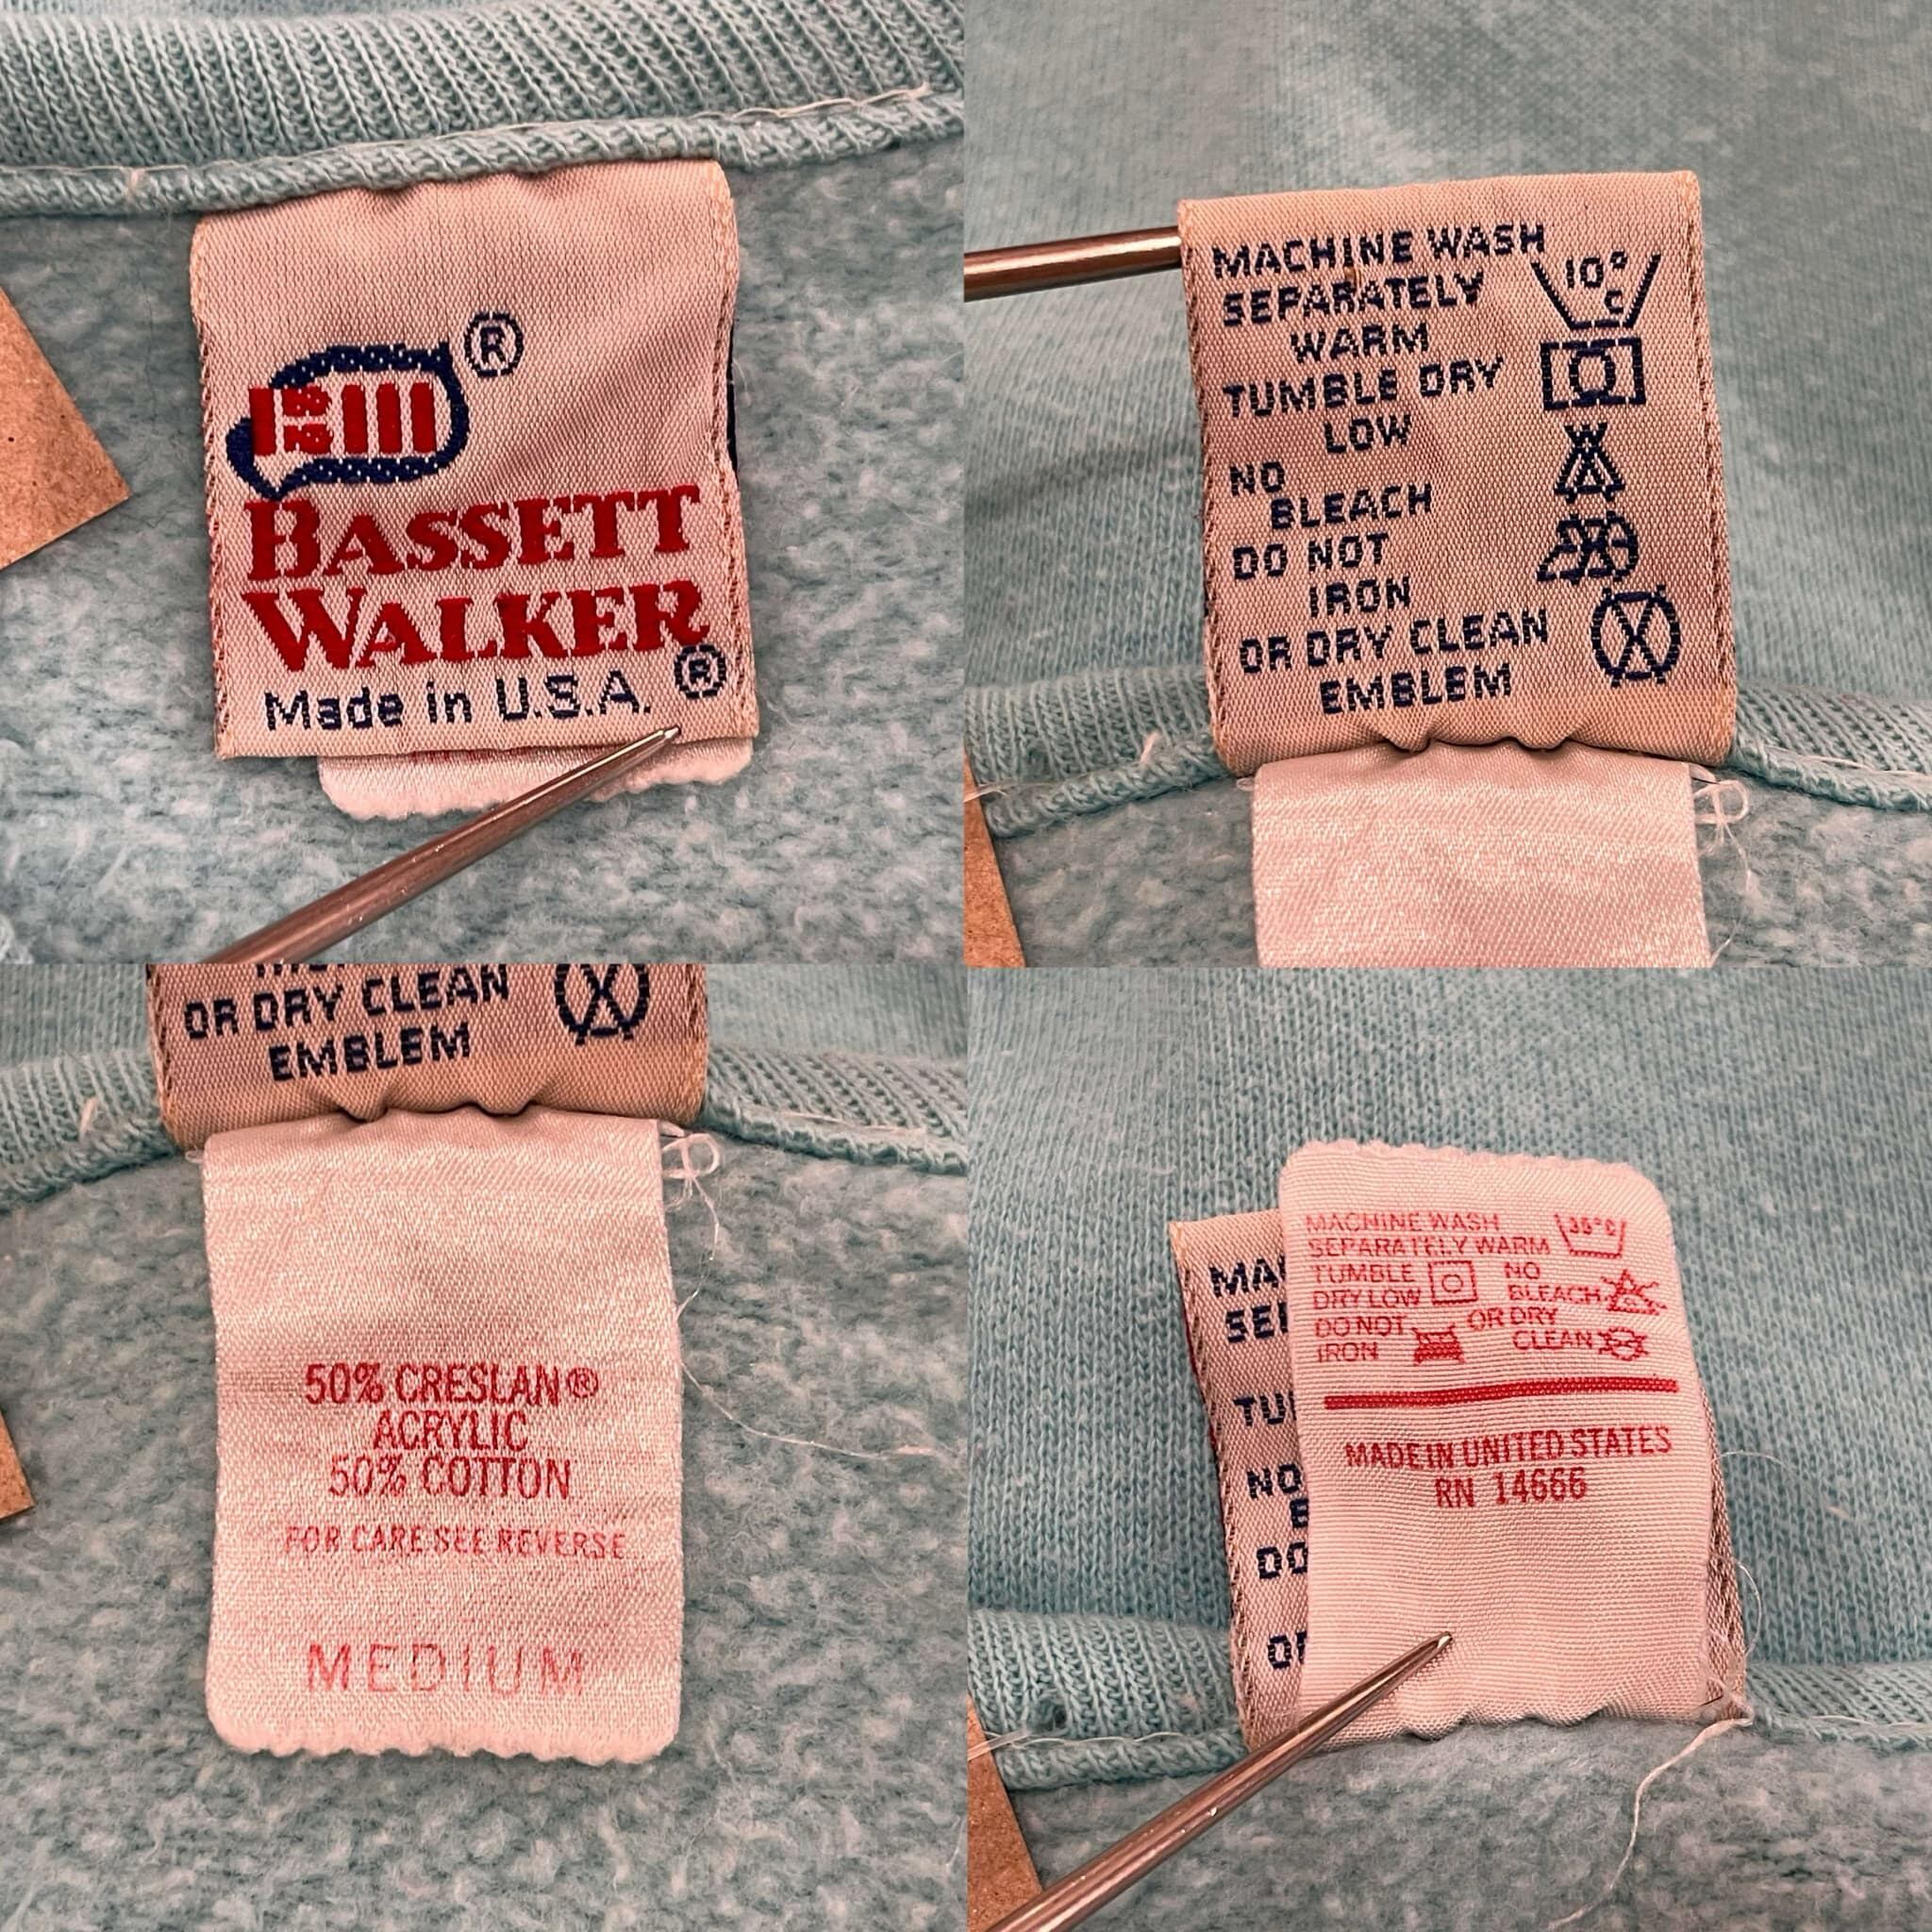 ®
BASSETT
WALKER
Made in U.S.A. ®
MACHINE WASH
SEPARATELY
10°C
WARM
TUMBLE DRY
LOW
NO
BLEACH
DO NOT
IRON
OR DRY CLEAN
EMBLEM
OR DRY CLEAN
EMBLEM
50% CRESLAN®
ACRYLIC
50% COTTON
FOR CARE SEE REVERSE
MEDIUM
MACHINE WASH
SEPARATELY WARM
TUMBLE
DRY LOW
NO
BLEACH
DO NOT
IRON
OR DRY
CLEAN
MADE IN UNITED STATES
RN 14666